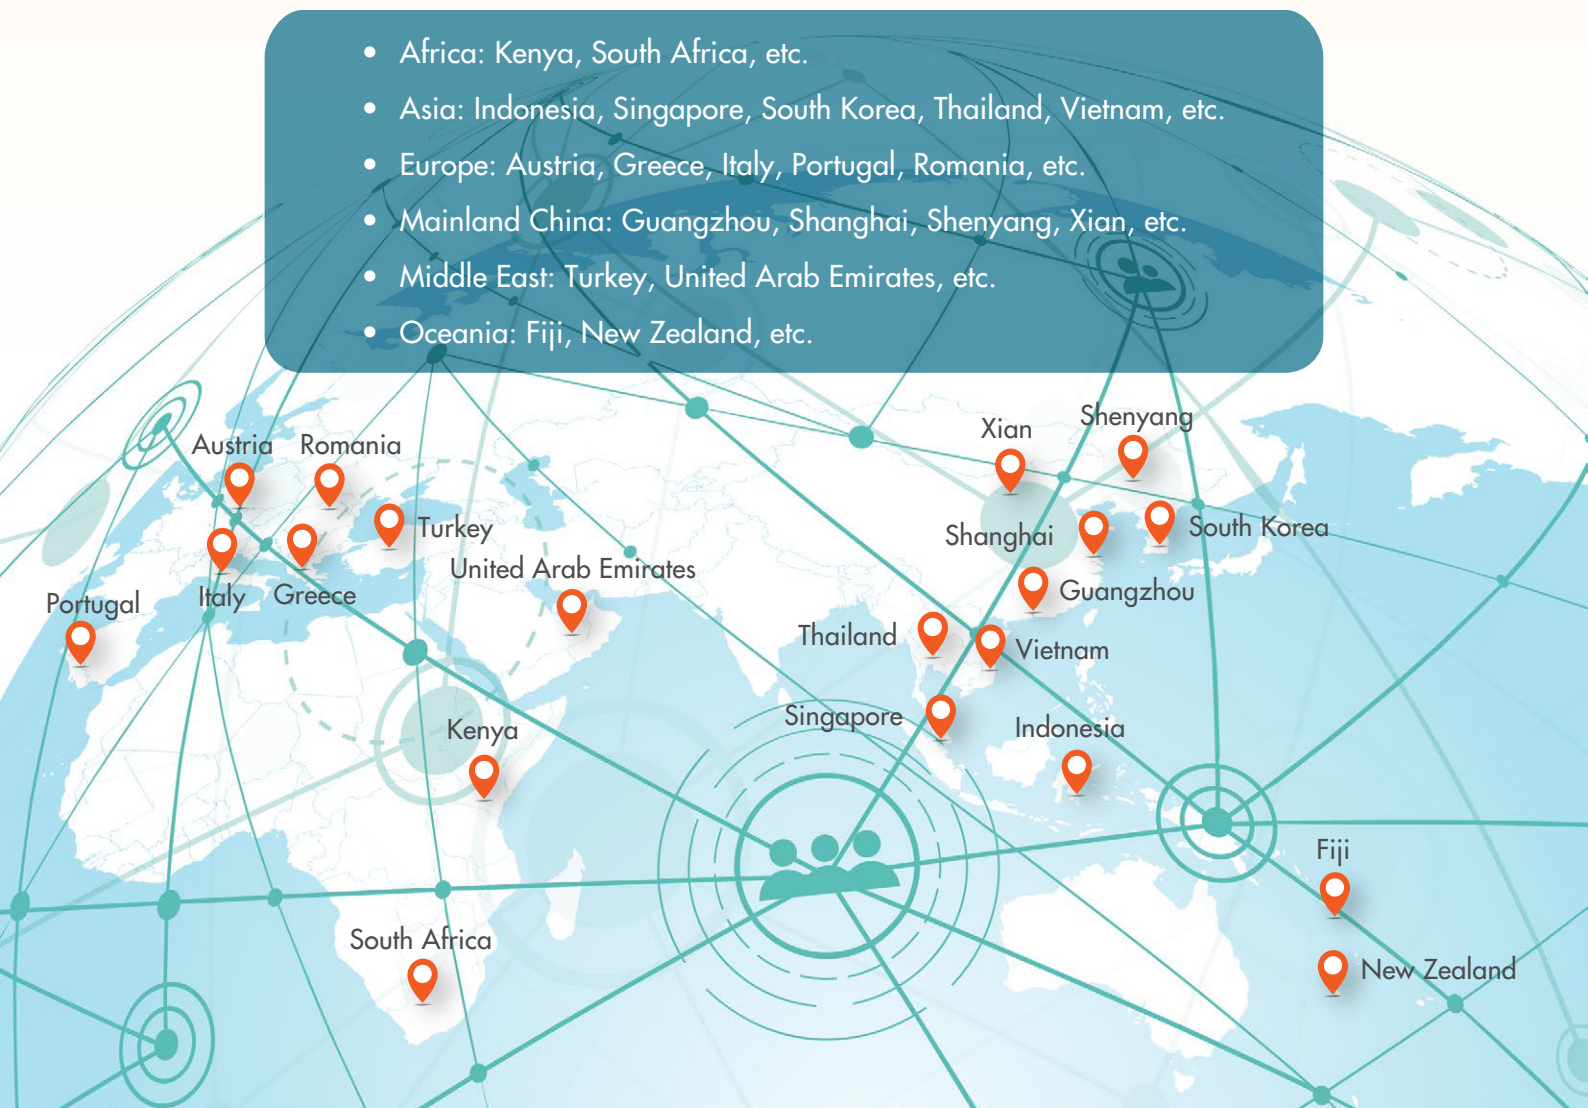 • Africa: Kenya, South Africa, etc.
• Asia: Indonesia, Singapore, South Korea, Thailand, Vietnam, etc.
• Europe: Austria, Greece, Italy, Portugal, Romania, etc.
• Mainland China: Guangzhou, Shanghai, Shenyang, Xian, etc.
• Middle East: Turkey, United Arab Emirates, etc.
• Oceania: Fiji, New Zealand, etc.
Shenyang
Xian
Austria
Romania
Turkey
South Korea
Shanghai
United Arab Emirates
Guangzhou
Portugal
Italy
Greece
Thailand
Vietnam
Singapore
Indonesia
Kenya
Fiji
South Africa
New Zealand